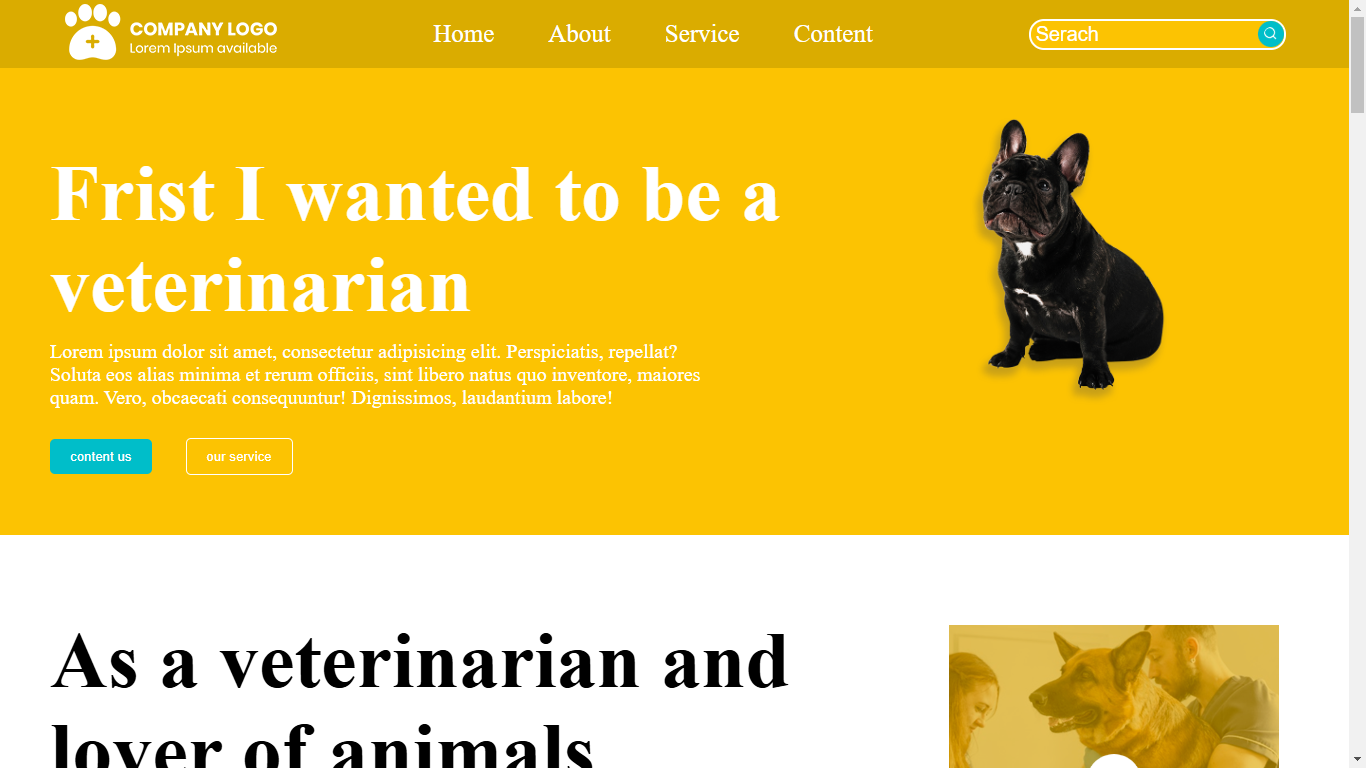 COMPANY LOGO
Lorem Ipsum available
Home About Service Content
Serach
Frist I wanted to be a
veterinarian
Lorem ipsum dolor sit amet, consectetur adipisicing elit. Perspiciatis, repellat?
Soluta eos alias minima et rerum officiis, sint libero natus quo inventore, maiores
quam. Vero, obcaecati consequuntur! Dignissimos, laudantium labore!
content us
our service
As a veterinarian and
lover of animals